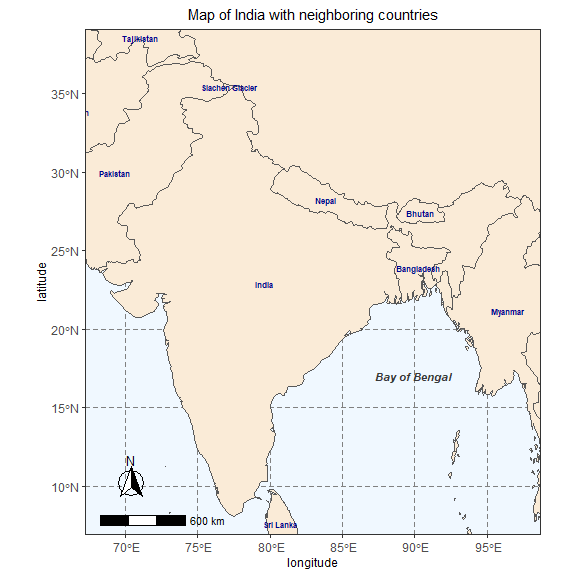 Map of India with neighboring countries
Tajikistan
35°N
Siachen Glacier
n
30°N
Pakistan
Nepal
Bhutan
25°N
Bangladesh
India
latitude
Myanmar
20°N
Bay of Bengal
15°N
N
10°N
600 km
Sri Lanka
70°E
75°E
80°E
85°E
90°E
95°E
longitude